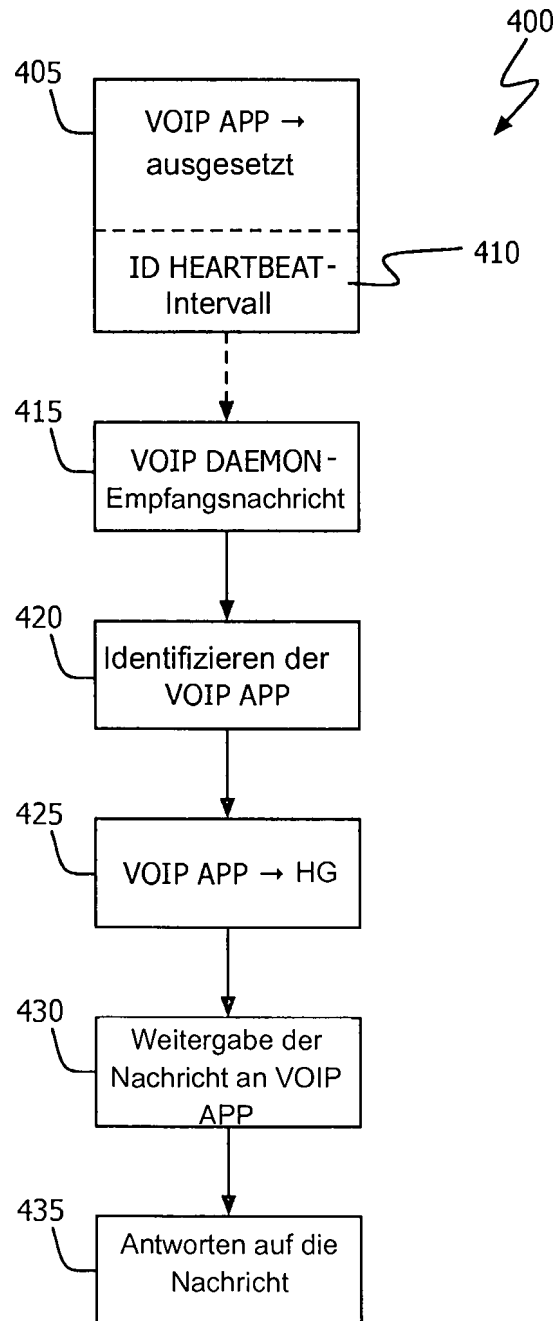 400
405
VOIP APP →
ausgesetzt
ID HEARTBEAT-
Intervall
410
415
VOIP DAEMON-
Empfangsnachricht
420
Identifizieren der
VOIP APP
425
VOIP APP → HG
430
Weitergabe der
Nachricht an VOIP
APP
435
Antworten auf die
Nachricht